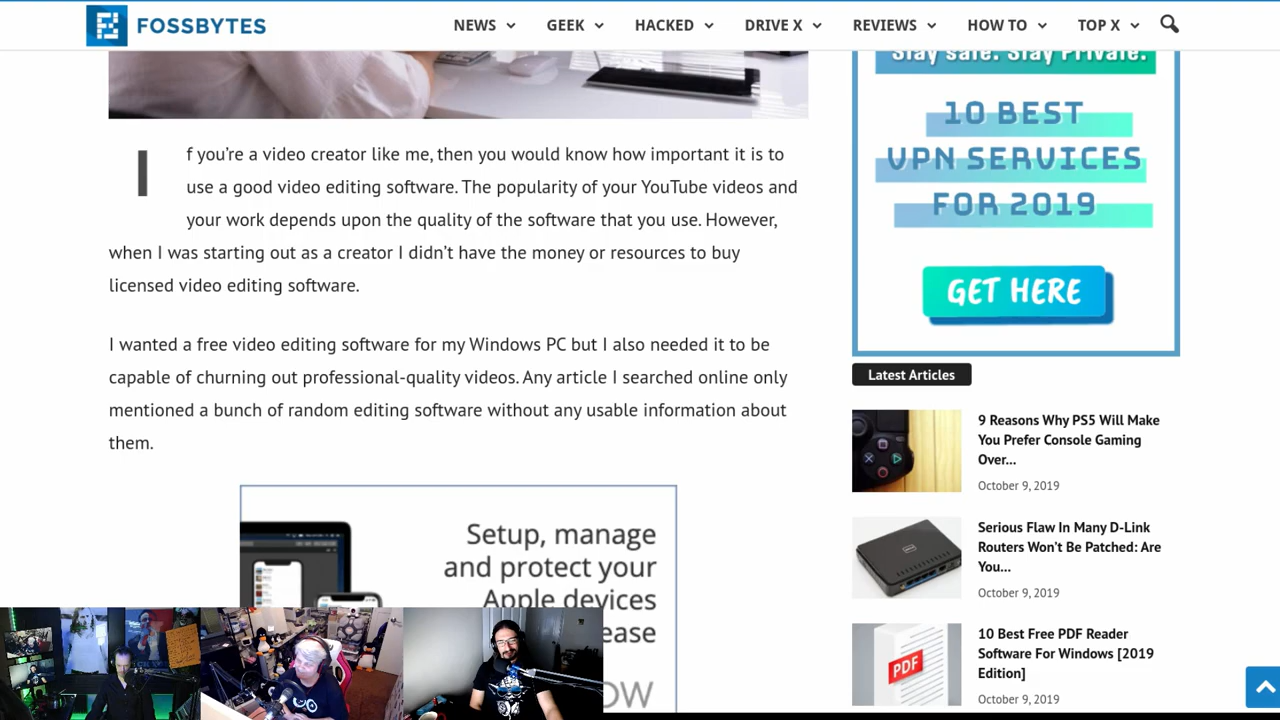 FOSSBYTES
NEWS GEEK HACKED DRIVE X REVIEWS HOW TO TOP X
If you’re a video creator like me, then you would know how important it is to
use a good video editing software. The popularity of your YouTube videos and
your work depends upon the quality of the software that you use. However,
when I was starting out as a creator I didn’t have the money or resources to buy
licensed video editing software.
I wanted a free video editing software for my Windows PC but I also needed it to be
capable of churning out professional-quality videos. Any article I searched online only
mentioned a bunch of random editing software without any usable information about
them.
Setup, manage
and protect your
Apple devices
ease
OW
Stay safe. Stay Private.
10 BEST
VPN SERVICES
FOR 2019
GET HERE
Latest Articles
9 Reasons Why PS5 Will Make
You Prefer Console Gaming
Over...
October 9, 2019
Serious Flaw In Many D-Link
Routers Won’t Be Patched: Are
You...
October 9, 2019
PDF
10 Best Free PDF Reader
Software For Windows [2019
Edition]
October 9, 2019